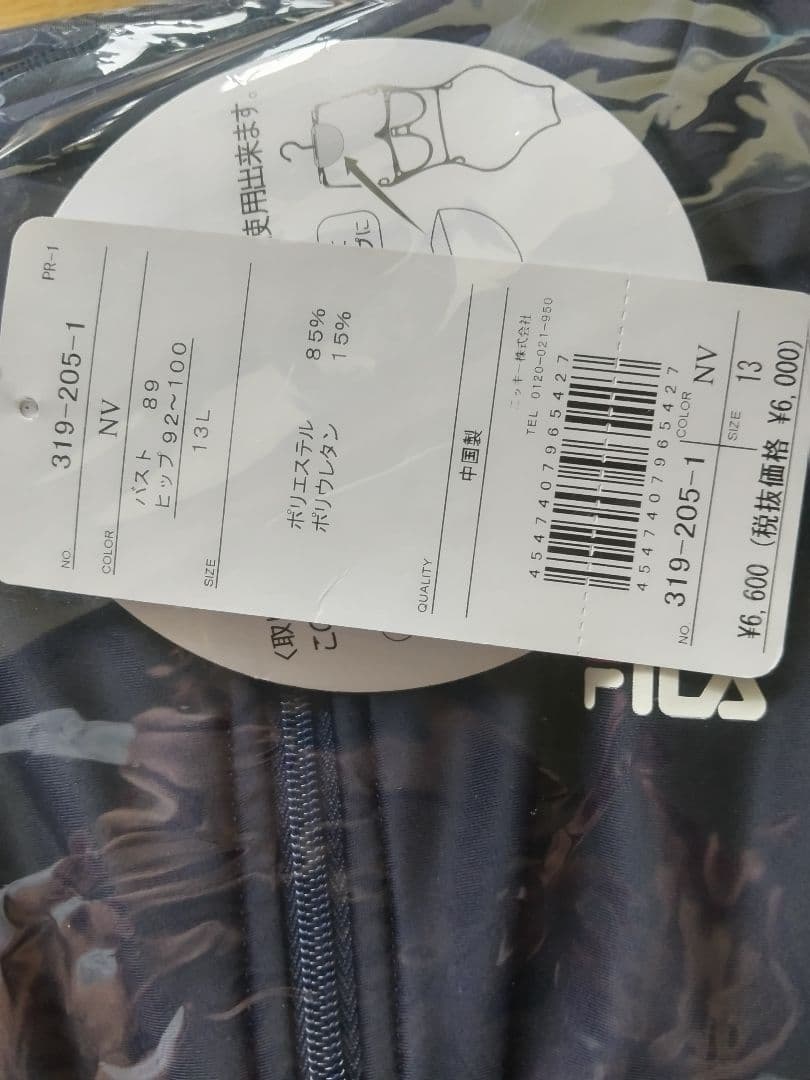 使用出来ます。
PR-1
NO. 319-205-1
COLOR NV
バスト 89
ヒップ 92～100
SIZE 13L
ポリエステル 85%
ポリウレタン 15%
QUALITY
中国製
ニッキー株式会社
TEL 0120-021-950
4547407965427
4547407965427
NO. 319-205-1 COLOR NV
SIZE 13
¥6,600 (税抜価格 ¥6,000)
FILA